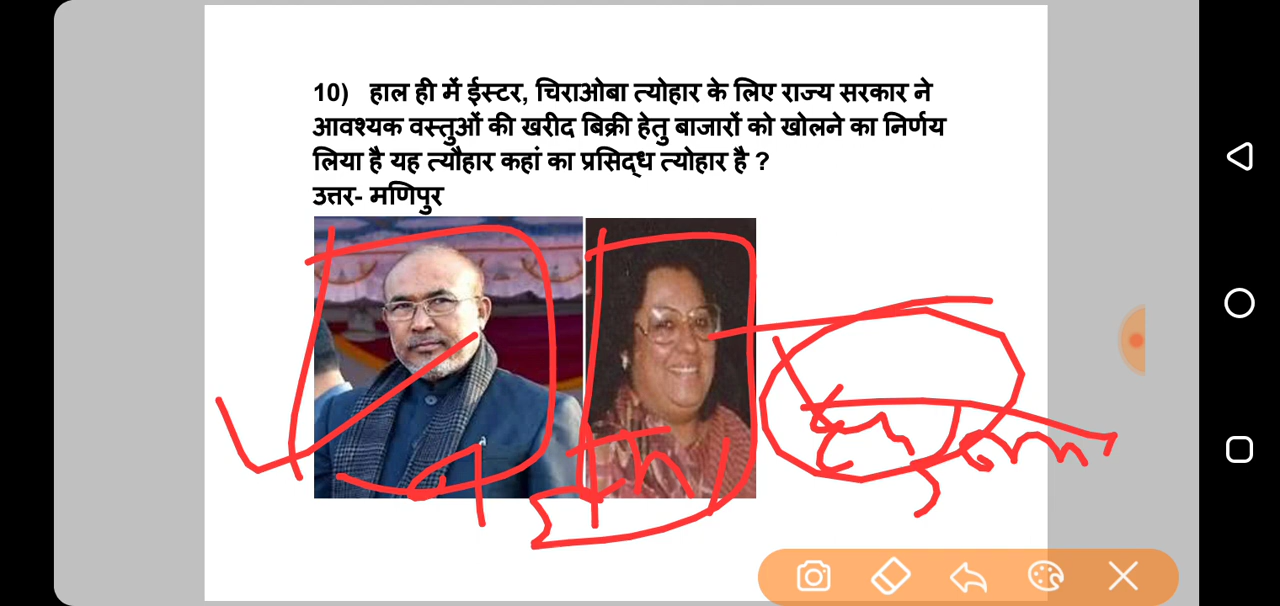 10) हाल ही में ईस्टर, चिराओबा त्योहार के लिए राज्य सरकार ने
आवश्यक वस्तुओं की खरीद बिक्री हेतु बाजारों को खोलने का निर्णय
लिया है यह त्यौहार कहां का प्रसिद्ध त्योहार है ?
उत्तर- मणिपुर